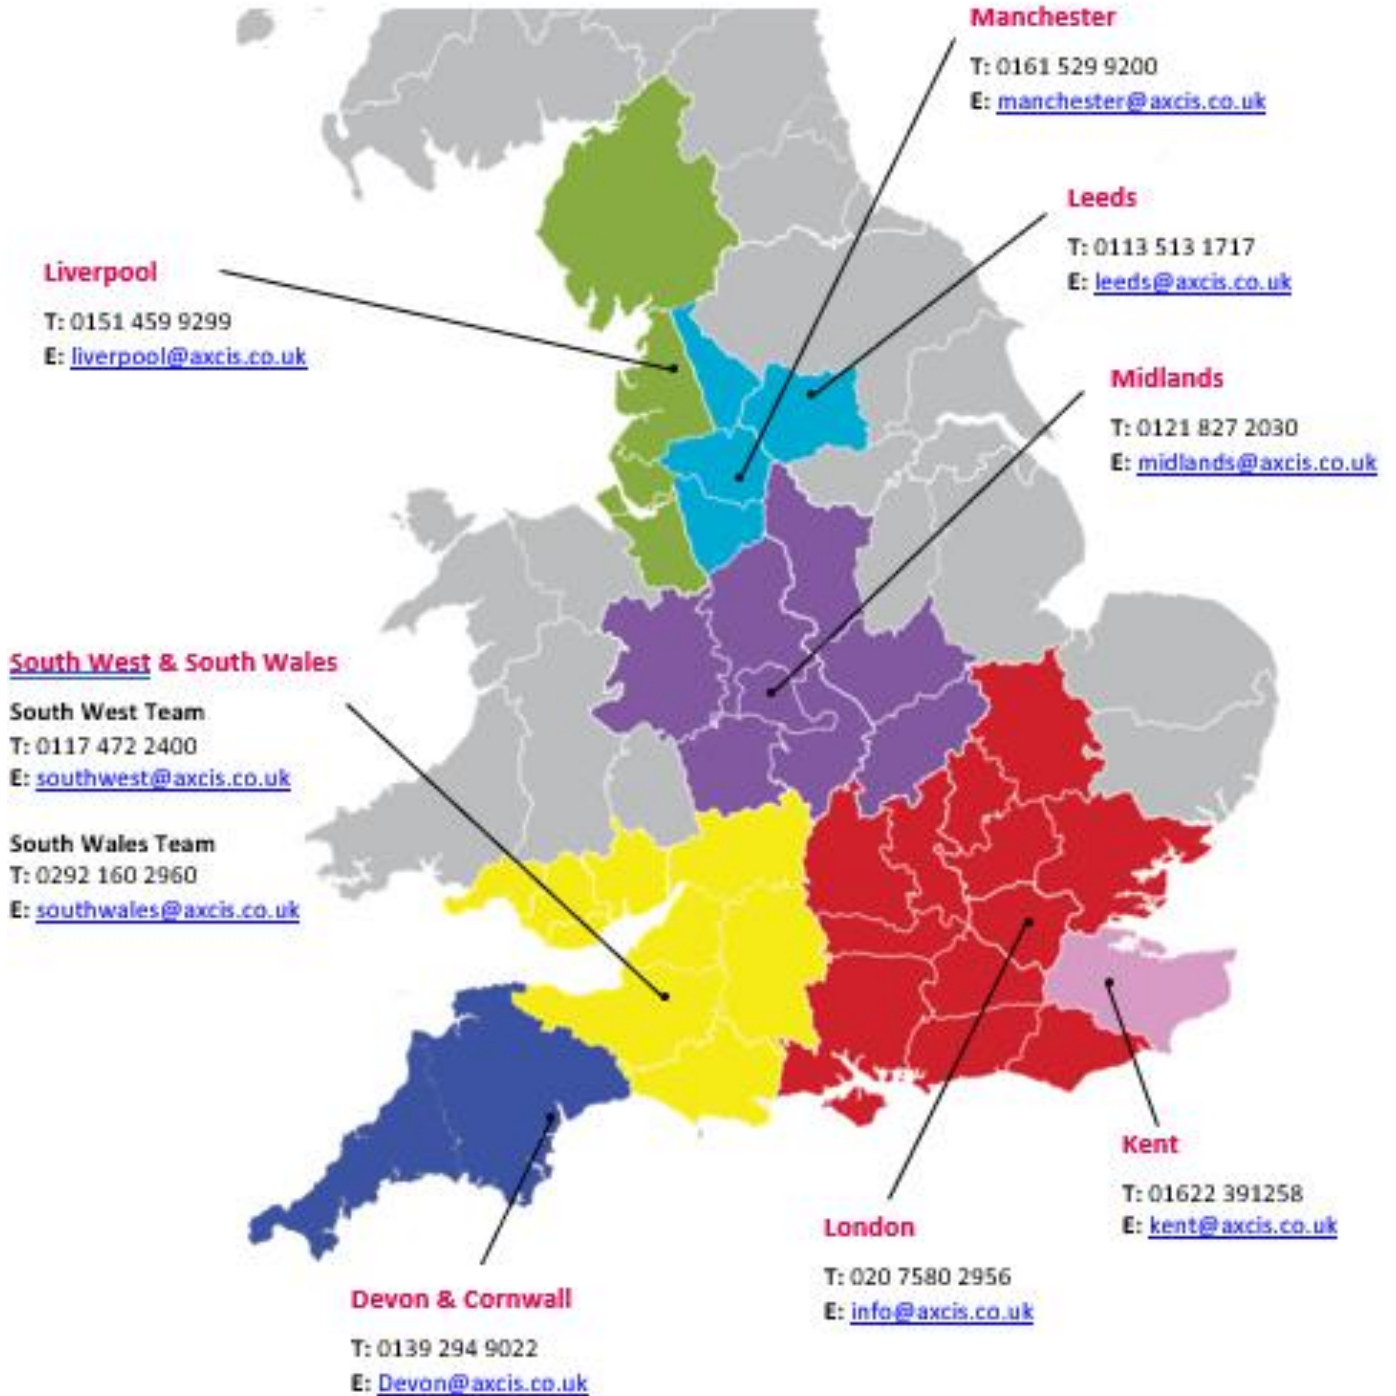 Manchester
T: 0161 529 9200
E: manchester@axcis.co.uk
Leeds
T: 0113 513 1717
E: leeds@axcis.co.uk
Liverpool
T: 0151 459 9299
E: liverpool@axcis.co.uk
Midlands
T: 0121 827 2030
E: midlands@axcis.co.uk
South West & South Wales
South West Team
T: 0117 472 2400
E: southwest@axcis.co.uk
South Wales Team
T: 0292 160 2960
E: southwales@axcis.co.uk
Kent
T: 01622 391258
E: kent@axcis.co.uk
London
T: 020 7580 2956
E: info@axcis.co.uk
Devon & Cornwall
T: 0139 294 9022
E: Devon@axcis.co.uk